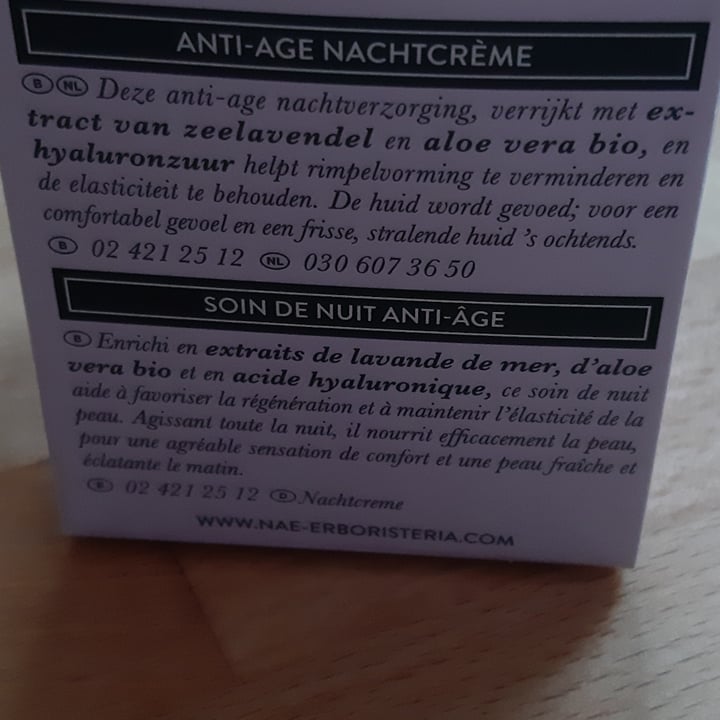 ANTI-AGE NACHTCRÈME
B NL Deze anti-age nachtverzorging, verrijkt met ex-
tract van zeelavendel en aloe vera bio, en
hyaluronzuur helpt rimpelvorming te verminderen en
de elasticiteit te behouden. De huid wordt gevoed; voor een
comfortabel gevoel en een frisse, stralende huid 's ochtends.
B 02 421 25 12 NL 030 607 36 50
SOIN DE NUIT ANTI-ÂGE
B Enrichi en extraits de lavande de mer, d'aloe
vera bio et en acide hyaluronique, ce soin de nuit
aide à favoriser la régénération et à maintenir l'élasticité de la
peau. Agissant toute la nuit, il nourrit efficacement la peau,
pour une agréable sensation de confort et une peau fraîche et
éclatante le matin.
B 02 421 25 12 D Nachtcreme
WWW.NAE-ERBORISTERIA.COM